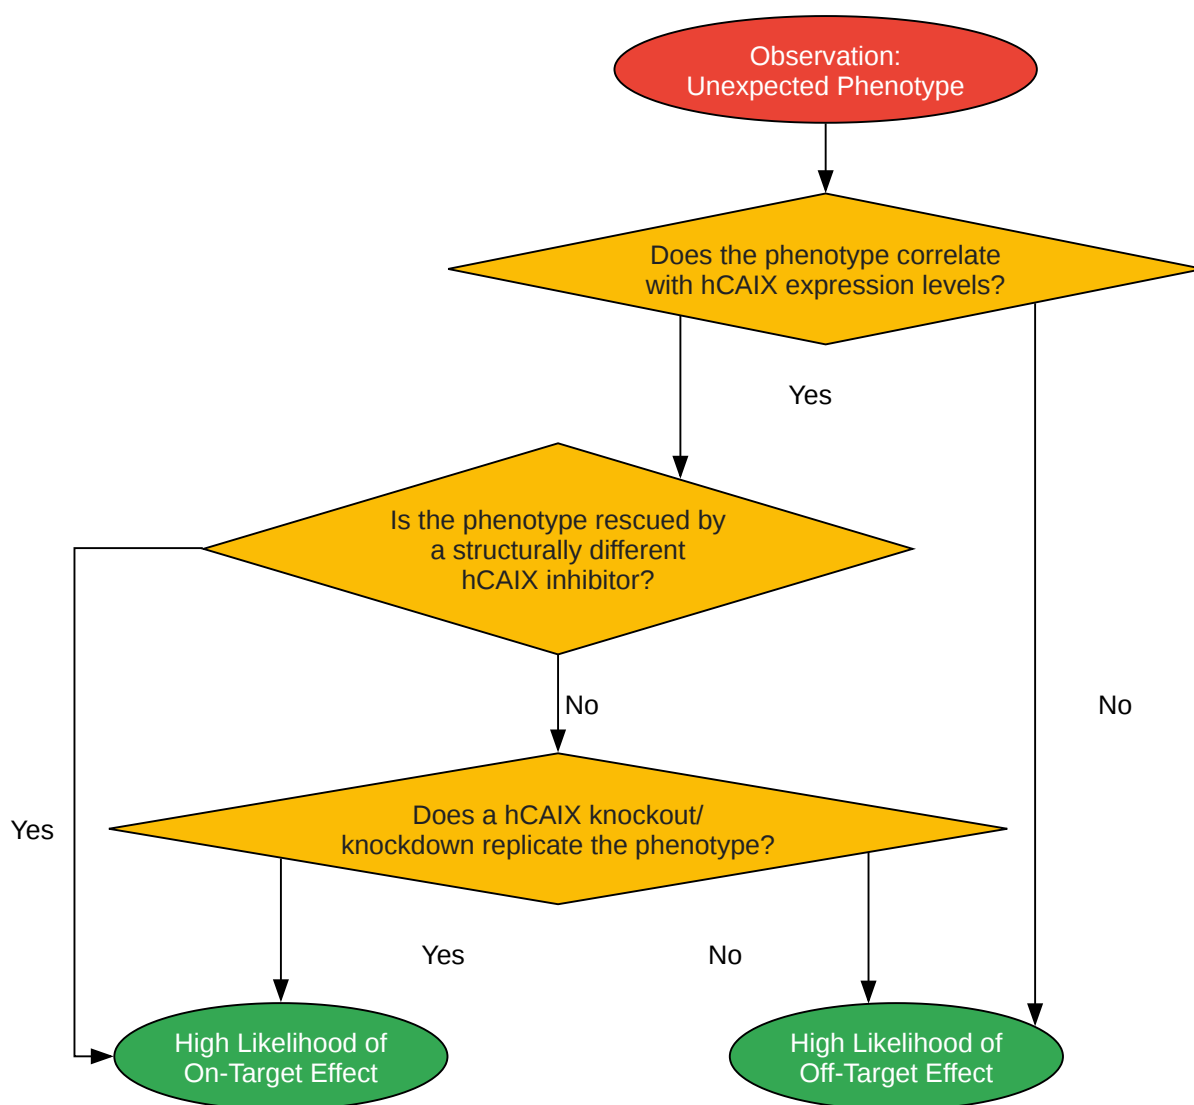 Observation:
Unexpected Phenotype
Does the phenotype correlate
with hCAIX expression levels?
Yes
Is the phenotype rescued by
a structurally different
hCAIX inhibitor?
No
No
Does a hCAIX knockout/
knockdown replicate the phenotype?
Yes
Yes
No
High Likelihood of
On-Target Effect
High Likelihood of
Off-Target Effect